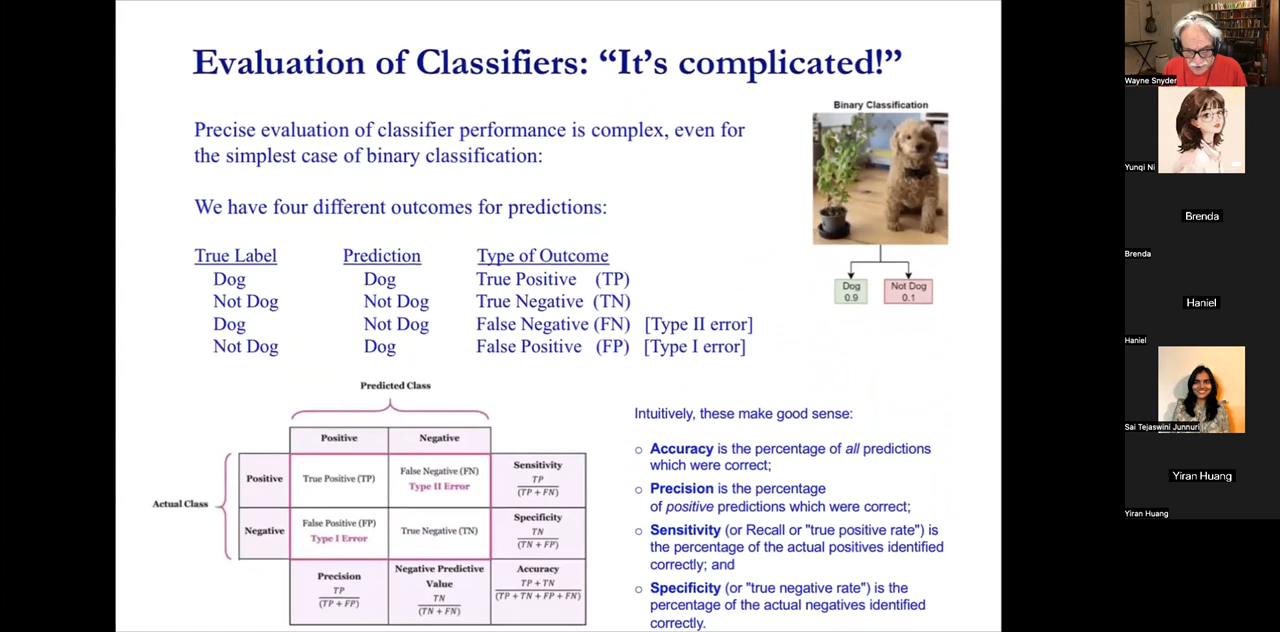 Evaluation of Classifiers: “It’s complicated!”
Precise evaluation of classifier performance is complex, even for
the simplest case of binary classification:
We have four different outcomes for predictions:
True Label Prediction Type of Outcome
Dog Dog True Positive (TP)
Not Dog Not Dog True Negative (TN)
Dog Not Dog False Negative (FN) [Type II error]
Not Dog Dog False Positive (FP) [Type I error]
Binary Classification
Dog Not Dog
0.9 0.1
Predicted Class
Positive Negative
Actual Class
Positive True Positive (TP) False Negative (FN)
Type II Error
Sensitivity
TP
(TP + FN)
Negative False Positive (FP)
Type I Error
True Negative (TN)
Specificity
TN
(TN + FP)
Precision
TP
(TP + FP)
Negative Predictive
Value
TN
(TN + FN)
Accuracy
TP + TN
(TP + TN + FP + FN)
Intuitively, these make good sense:
○ Accuracy is the percentage of all predictions
which were correct;
○ Precision is the percentage
of positive predictions which were correct;
○ Sensitivity (or Recall or "true positive rate") is
the percentage of the actual positives identified
correctly; and
○ Specificity (or "true negative rate") is the
percentage of the actual negatives identified
correctly.
Wayne Snyder
Yunqi Ni
Brenda
Brenda
Haniel
Haniel
Sai Tejaswini Junnuri
Yiran Huang
Yiran Huang